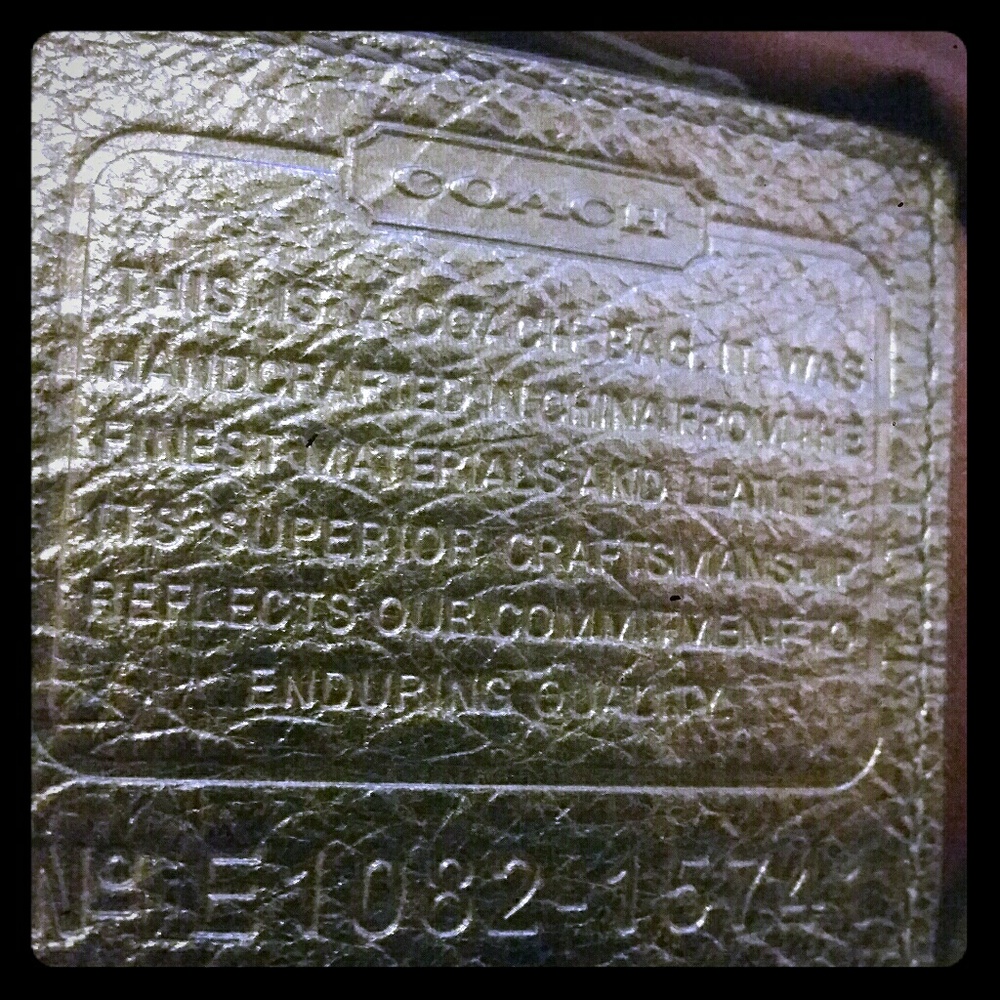 COACH
THIS IS A COACH BAG. IT WAS
HANDCRAFTED IN CHINA FROM THE
FINEST MATERIALS AND LEATHER.
ITS SUPERIOR CRAFTSMANSHIP
REFLECTS OUR COMMITMENT TO
ENDURING QUALITY.
Nº E1082-1574